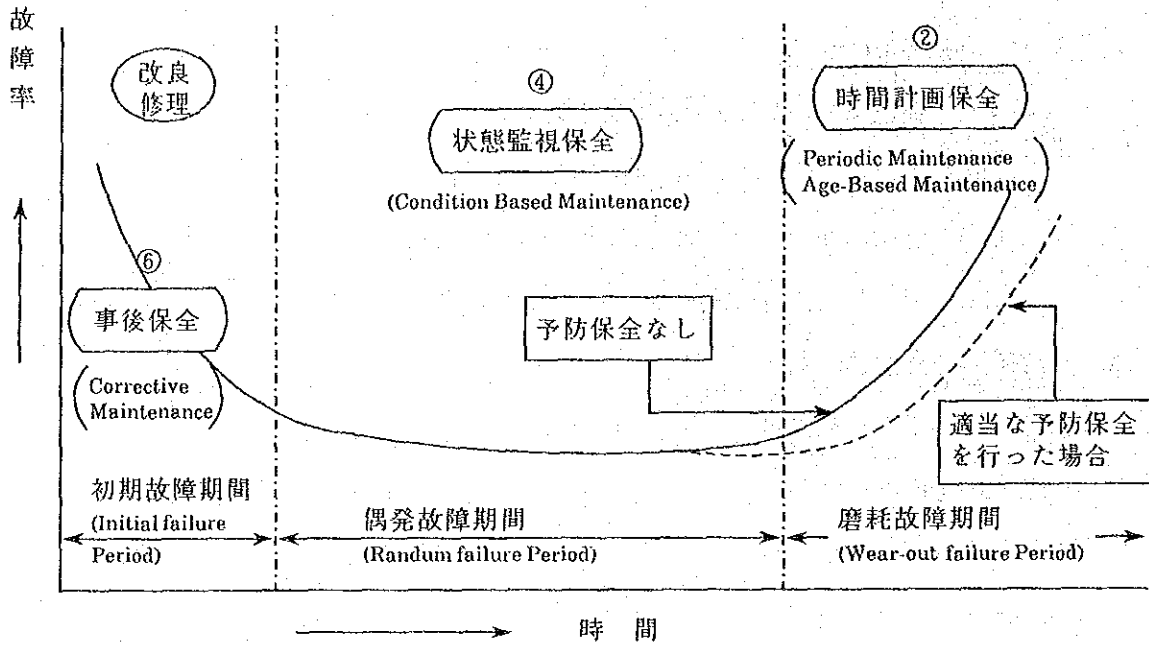 故
障
率
改良
修理
②
時間計画保全
(Periodic Maintenance
Age-Based Maintenance)
④
状態監視保全
(Condition Based Maintenance)
⑥
事後保全
(Corrective
Maintenance)
予防保全なし
適当な予防保全
を行った場合
初期故障期間
(Initial failure
Period)
偶発故障期間
(Randum failure Period)
磨耗故障期間
(Wear-out failure Period)
時 間